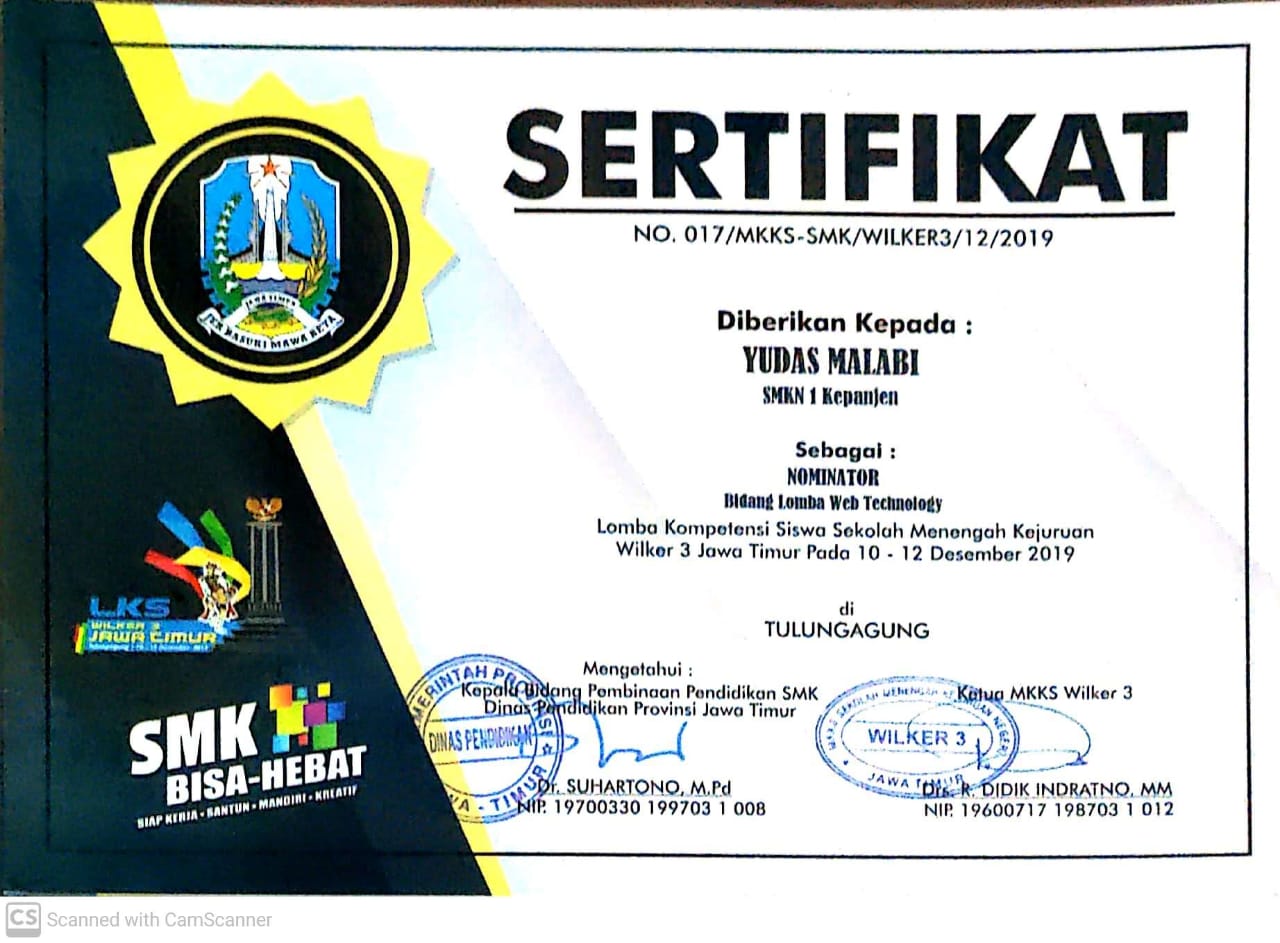 SERTIFIKAT
NO. 017/MKKS-SMK/WILKER3/12/2019
JAWA TIMUR
JER BASUKI MAWA BEYA
Diberikan Kepada :
YUDAS MALABI
SMKN 1 Kepanjen
Sebagai :
NOMINATOR
Bidang Lomba Web Technology
Lomba Kompetensi Siswa Sekolah Menengah Kejuruan
Wilker 3 Jawa Timur Pada 10 - 12 Desember 2019
di
TULUNGAGUNG
LKS
WILKER 3
JAWA TIMUR
SMK
BISA-HEBAT
SIAP KERJA • SANTUN • MANDIRI • KREATIF
Mengetahui :
Kepala Bidang Pembinaan Pendidikan SMK
Dinas Pendidikan Provinsi Jawa Timur
DINAS PENDIDIKAN
Dr. SUHARTONO, M.Pd
NIP. 19700330 199703 1 008
Ketua MKKS Wilker 3
WILKER 3
JAWA TIMUR
Drs. R. DIDIK INDRATNO, MM
NIP. 19600717 198703 1 012
CS Scanned with CamScanner